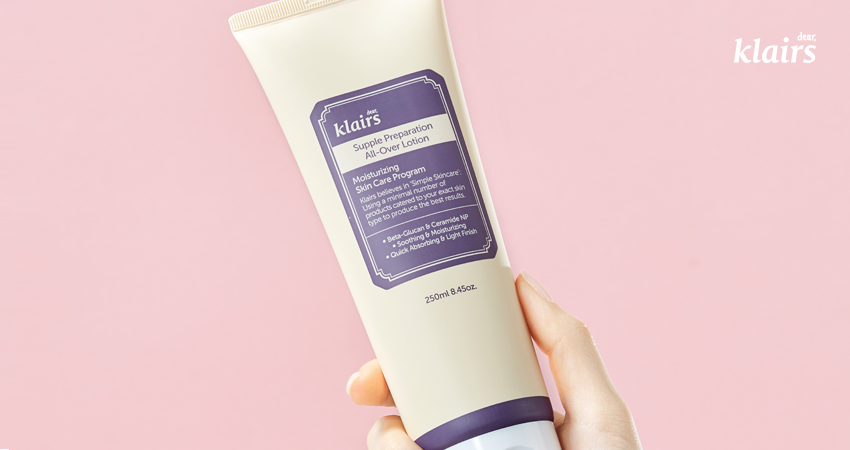 dear,
klairs
dear,
klairs
Supple Preparation
All-Over Lotion
Moisturizing
Skin Care Program
Klairs believes in 'Simple Skincare'.
Using a minimal number of
products catered to your exact skin
type to produce the best results.
• Beta-Glucan & Ceramide NP
• Soothing & Moisturizing
• Quick Absorbing & Light Finish
250ml 8.45oz.